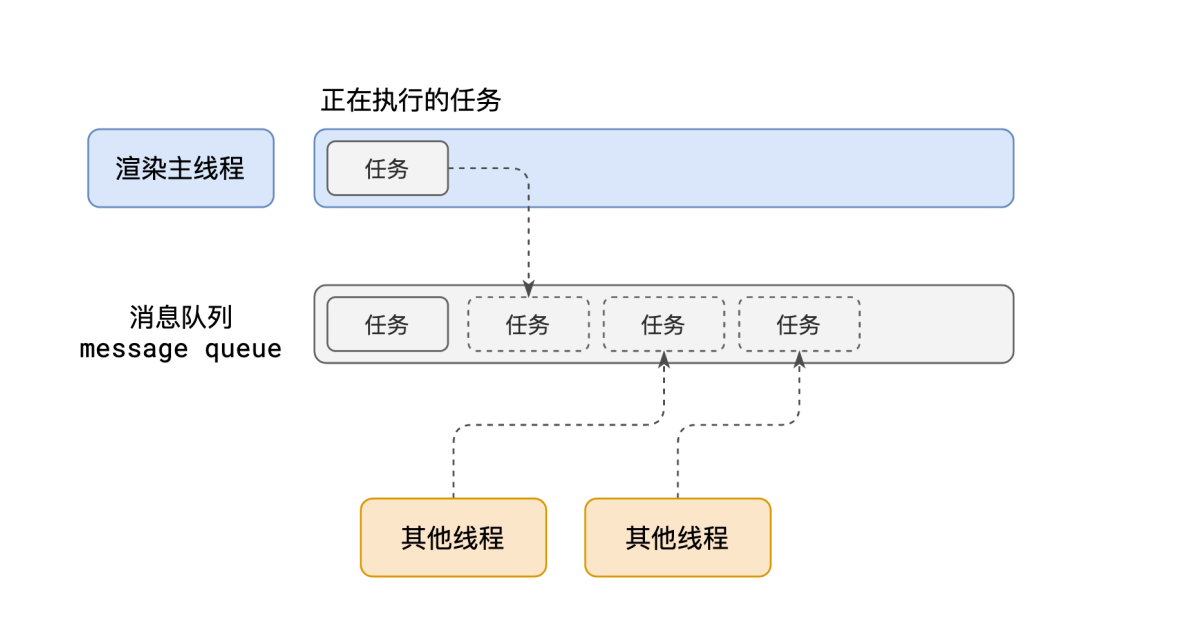 正在执行的任务
渲染主线程
任务
消息队列
message queue
任务
任务
任务
任务
其他线程
其他线程